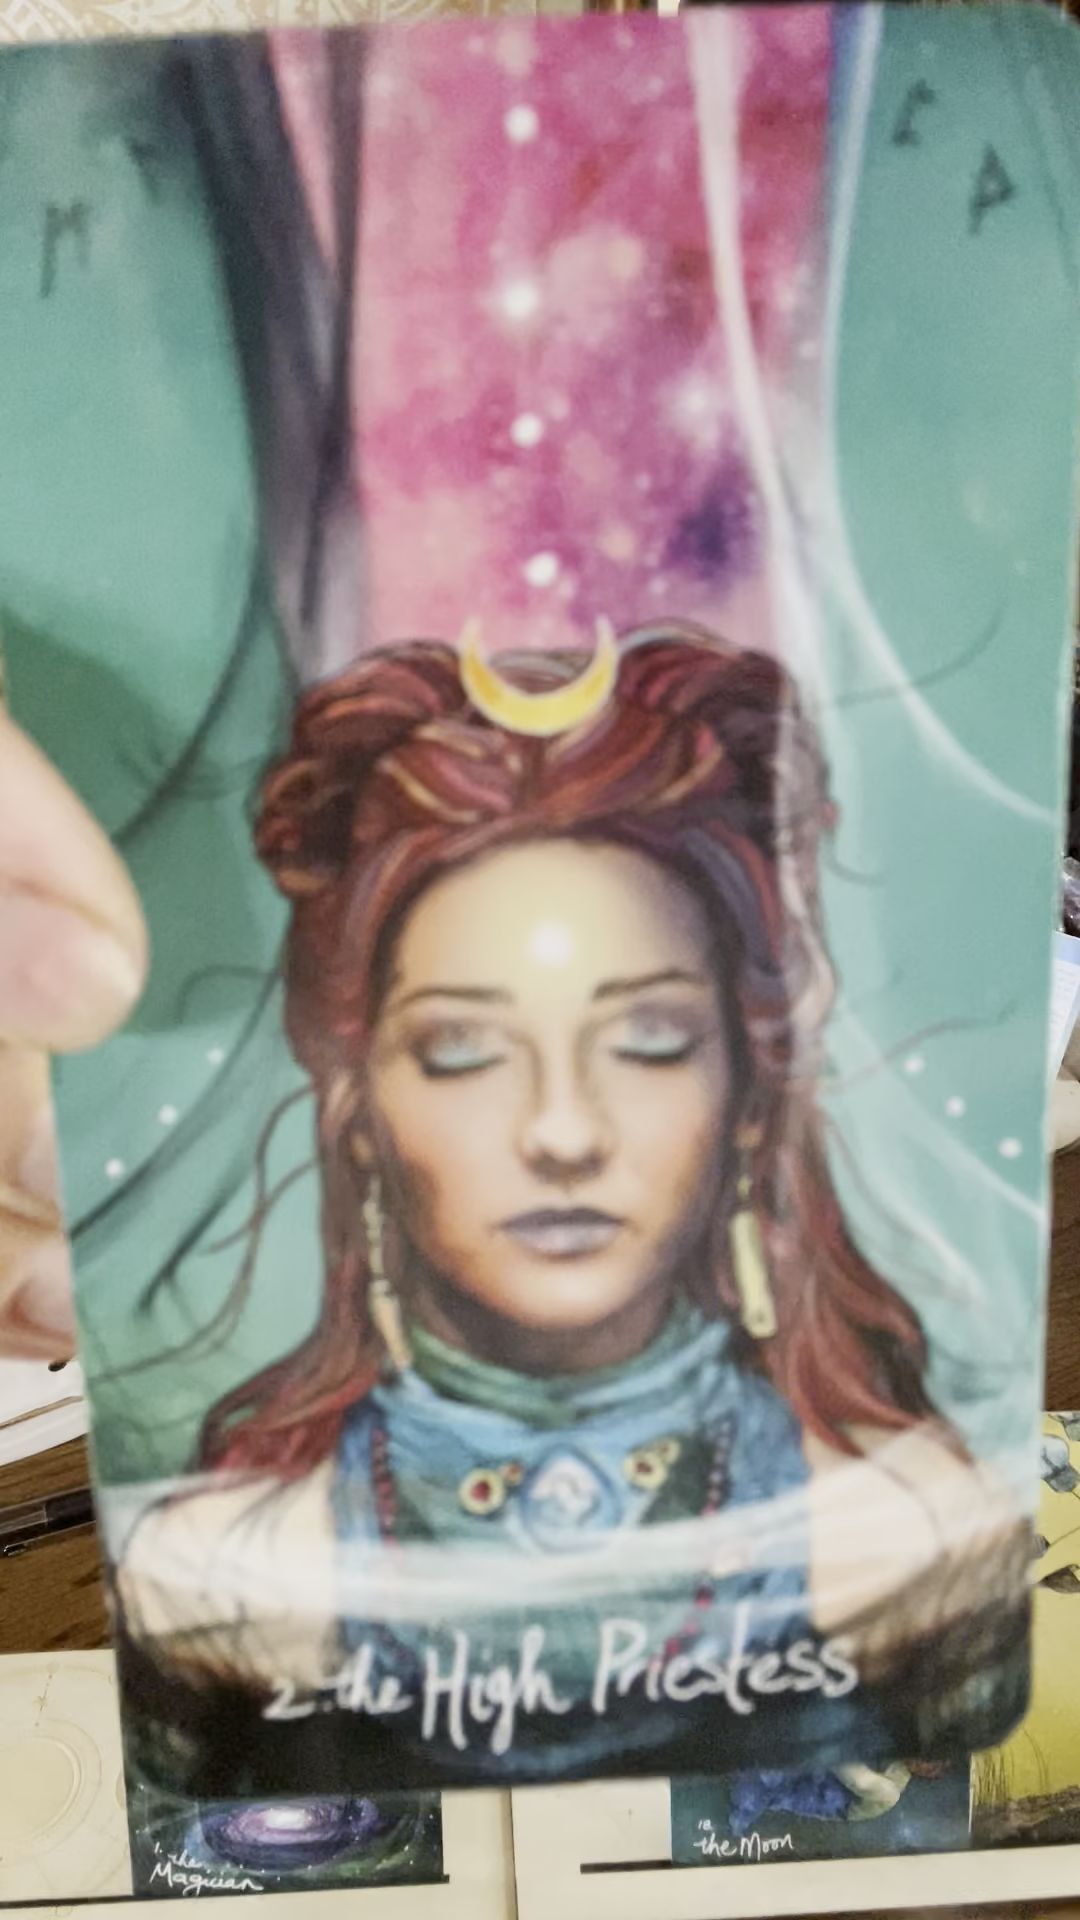 2 the High Priestess
1. the
Magician
18
the Moon